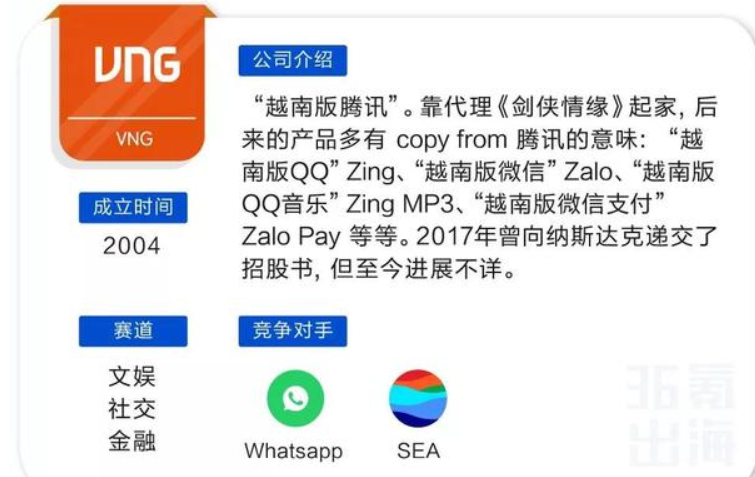 VNG
VNG
成立时间
2004
赛道
文娱
社交
金融
公司介绍
“越南版腾讯”。靠代理《剑侠情缘》起家, 后
来的产品多有 copy from 腾讯的意味: “越
南版QQ” Zing、“越南版微信” Zalo、“越南版
QQ音乐” Zing MP3、“越南版微信支付”
Zalo Pay 等等。2017年曾向纳斯达克递交了
招股书, 但至今进展不详。
竞争对手
Whatsapp
SEA
36氪
出海